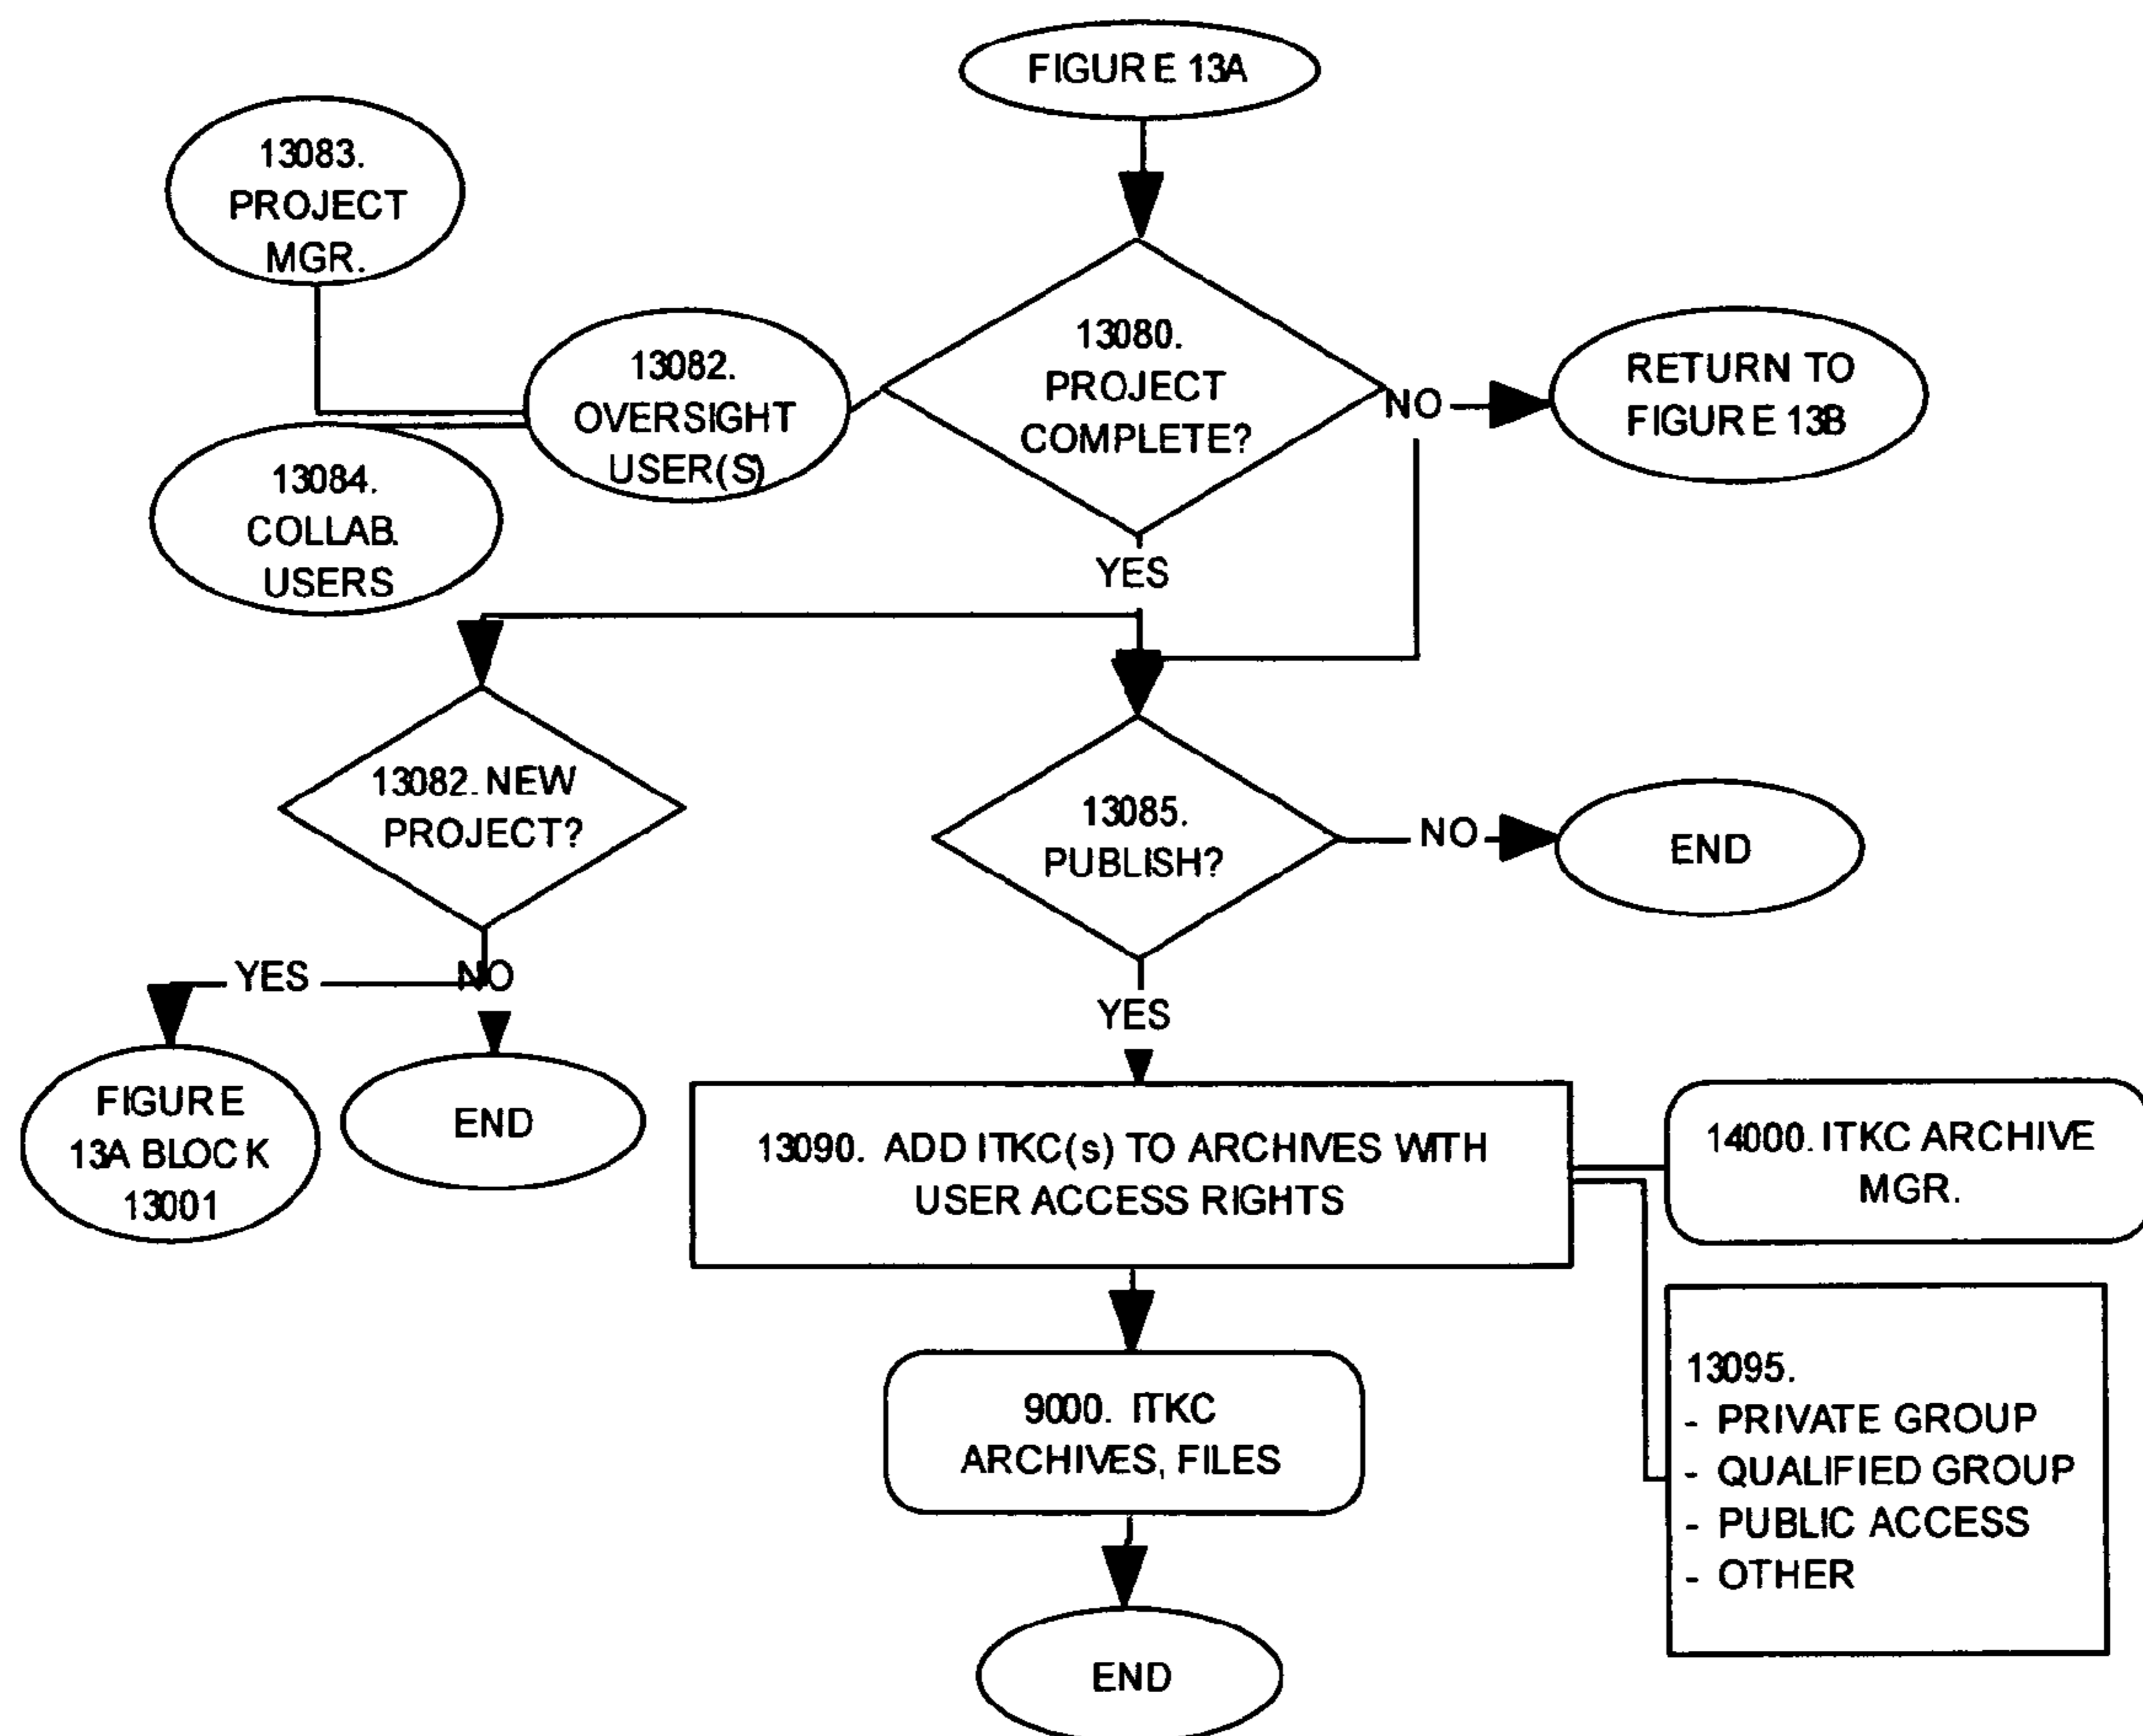 FIGURE 13A
13083.
PROJECT
MGR.
13082.
OVERSIGHT
USER(S)
13084.
COLLAB.
USERS
13080.
PROJECT
COMPLETE?
NO
RETURN TO
FIGURE 13B
YES
13082. NEW
PROJECT?
13085.
PUBLISH?
NO
END
YES
NO
YES
FIGURE
13A BLOCK
13001
END
13090. ADD ITKC(s) TO ARCHIVES WITH
USER ACCESS RIGHTS
14000. ITKC ARCHIVE
MGR.
9000. ITKC
ARCHIVES, FILES
13095.
- PRIVATE GROUP
- QUALIFIED GROUP
- PUBLIC ACCESS
- OTHER
END